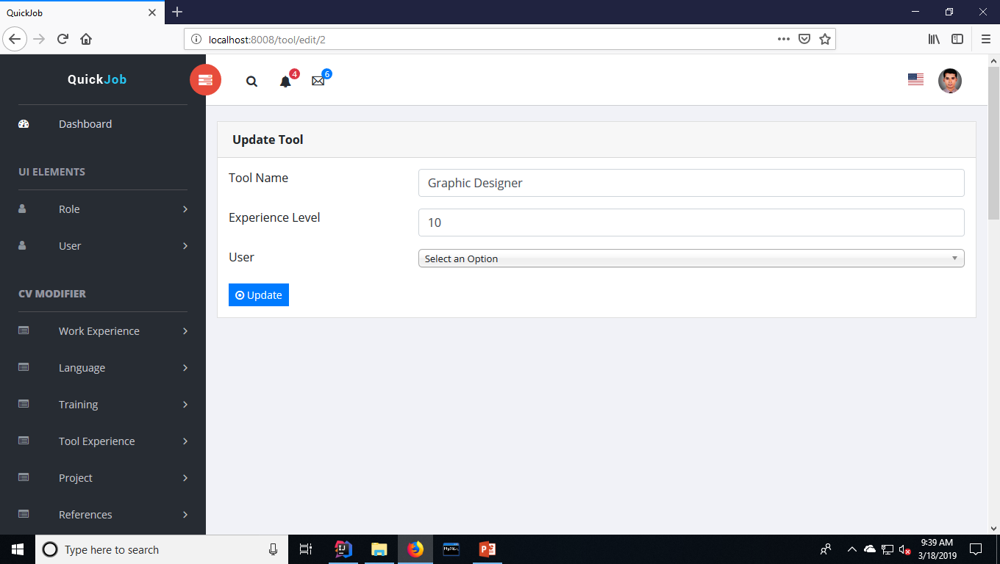 QuickJob
localhost:8008/tool/edit/2
QuickJob
4
6
Dashboard
UI ELEMENTS
Role
User
CV MODIFIER
Work Experience
Language
Training
Tool Experience
Project
References
Update Tool
Tool Name
Graphic Designer
Experience Level
10
User
Select an Option
Update
Type here to search
IJ
MySQL
P
9:39 AM
3/18/2019